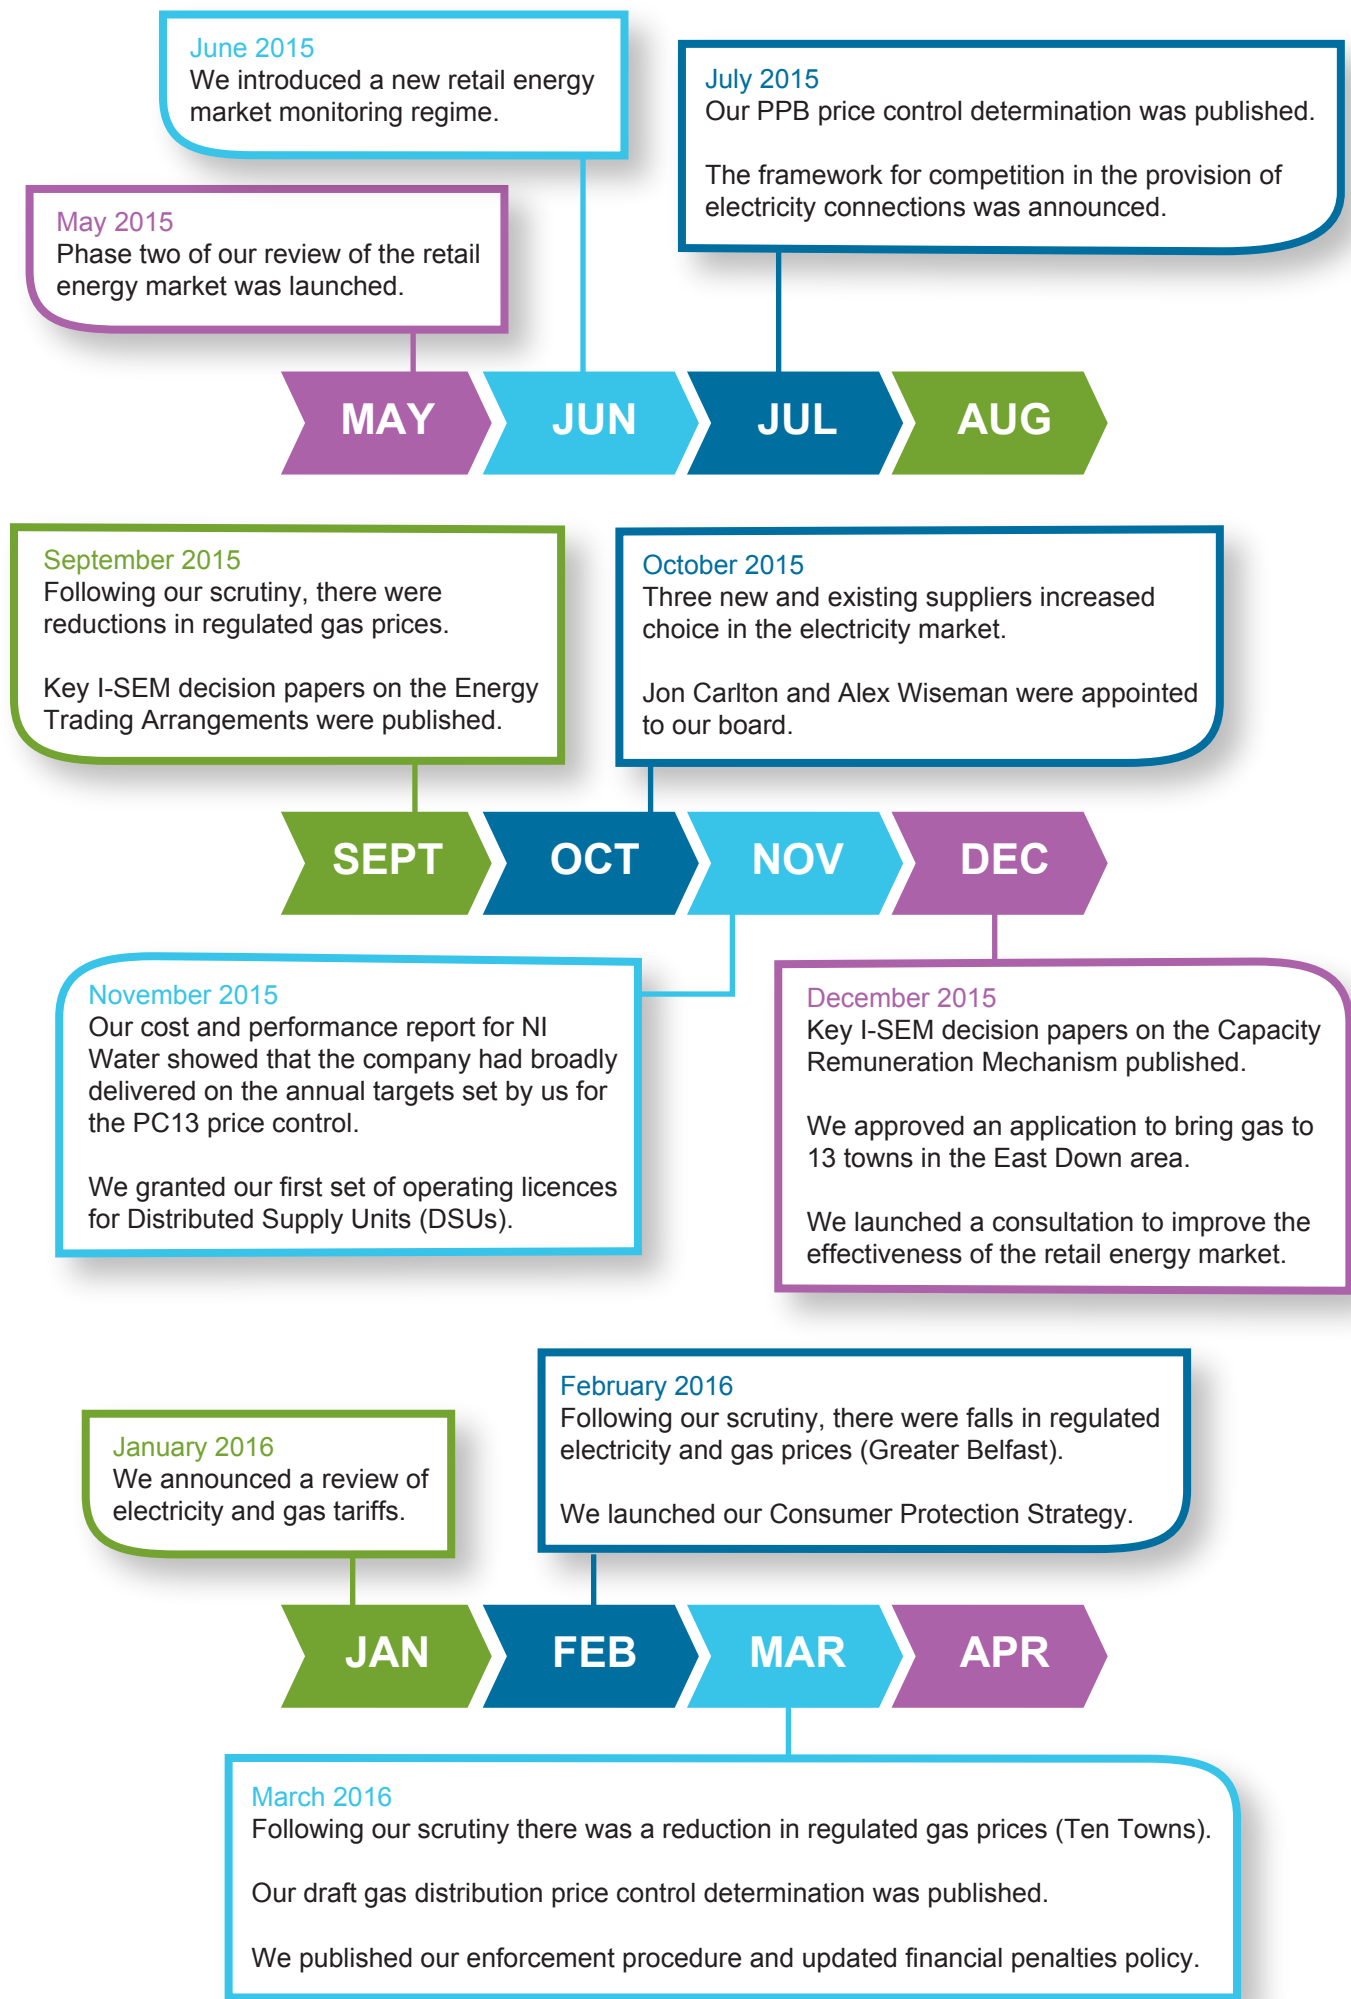 June 2015
We introduced a new retail energy
market monitoring regime.
July 2015
Our PPB price control determination was published.
The framework for competition in the provision of
electricity connections was announced.
May 2015
Phase two of our review of the retail
energy market was launched.
MAY
JUN
JUL
AUG
September 2015
Following our scrutiny, there were
reductions in regulated gas prices.
Key I-SEM decision papers on the Energy
Trading Arrangements were published.
October 2015
Three new and existing suppliers increased
choice in the electricity market.
Jon Carlton and Alex Wiseman were appointed
to our board.
SEPT
OCT
NOV
DEC
November 2015
Our cost and performance report for NI
Water showed that the company had broadly
delivered on the annual targets set by us for
the PC13 price control.
We granted our first set of operating licences
for Distributed Supply Units (DSUs).
December 2015
Key I-SEM decision papers on the Capacity
Remuneration Mechanism published.
We approved an application to bring gas to
13 towns in the East Down area.
We launched a consultation to improve the
effectiveness of the retail energy market.
January 2016
We announced a review of
electricity and gas tariffs.
February 2016
Following our scrutiny, there were falls in regulated
electricity and gas prices (Greater Belfast).
We launched our Consumer Protection Strategy.
JAN
FEB
MAR
APR
March 2016
Following our scrutiny there was a reduction in regulated gas prices (Ten Towns).
Our draft gas distribution price control determination was published.
We published our enforcement procedure and updated financial penalties policy.